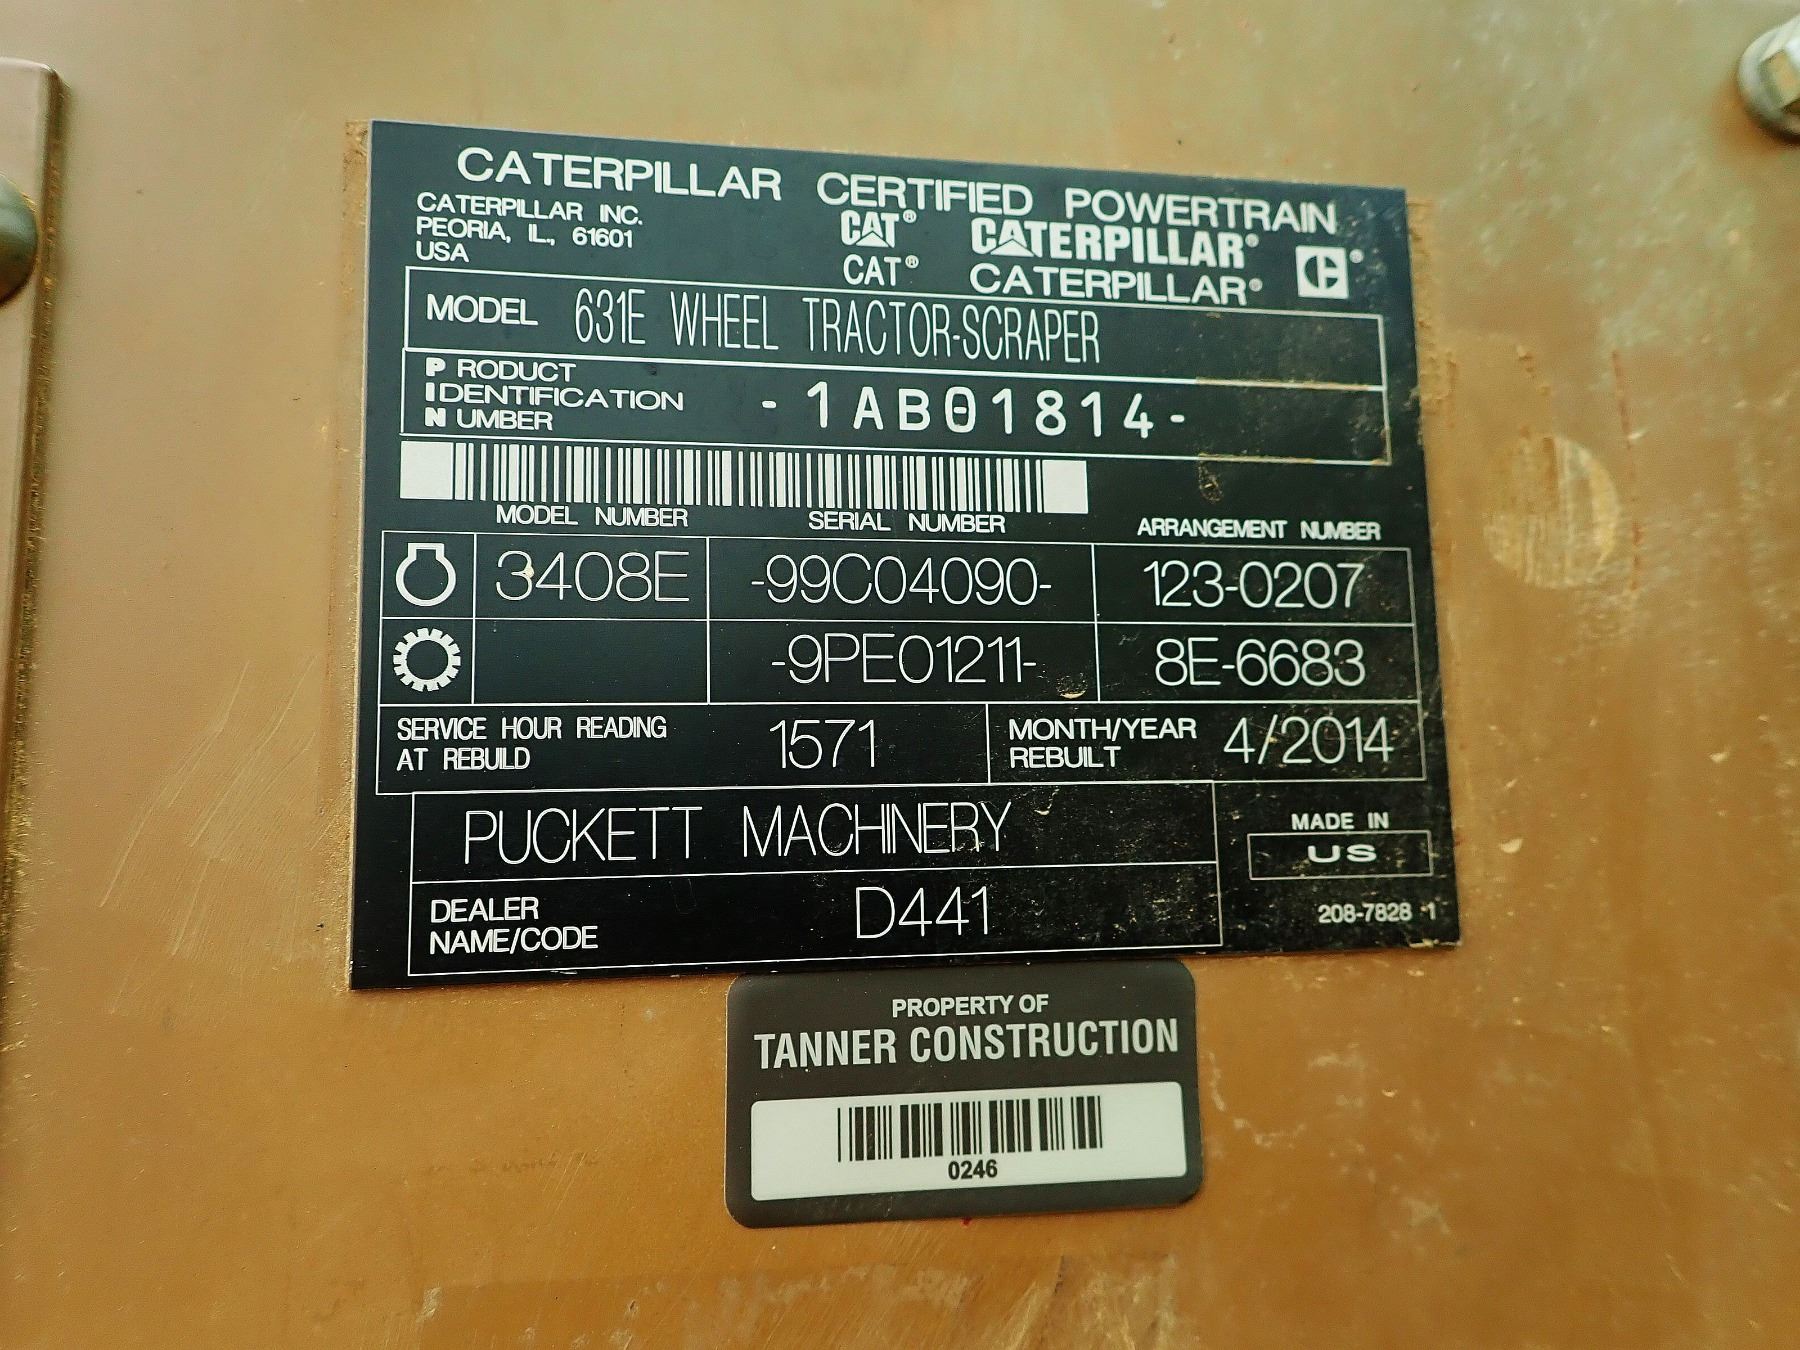 CATERPILLAR CERTIFIED POWERTRAIN
CATERPILLAR INC.
PEORIA, IL, 61601
USA
CAT® CATERPILLAR®
CAT® CATERPILLAR®
MODEL 631E WHEEL TRACTOR-SCRAPER
PRODUCT
IDENTIFICATION
NUMBER
-1AB01814-
MODEL NUMBER SERIAL NUMBER ARRANGEMENT NUMBER
3408E -99C04090- 123-0207
-9PE01211- 8E-6683
SERVICE HOUR READING
AT REBUILD
1571
MONTH/YEAR
REBUILT
4/2014
PUCKETT MACHINERY
DEALER
NAME/CODE
D441
MADE IN
US
208-7828 1
PROPERTY OF
TANNER CONSTRUCTION
0246